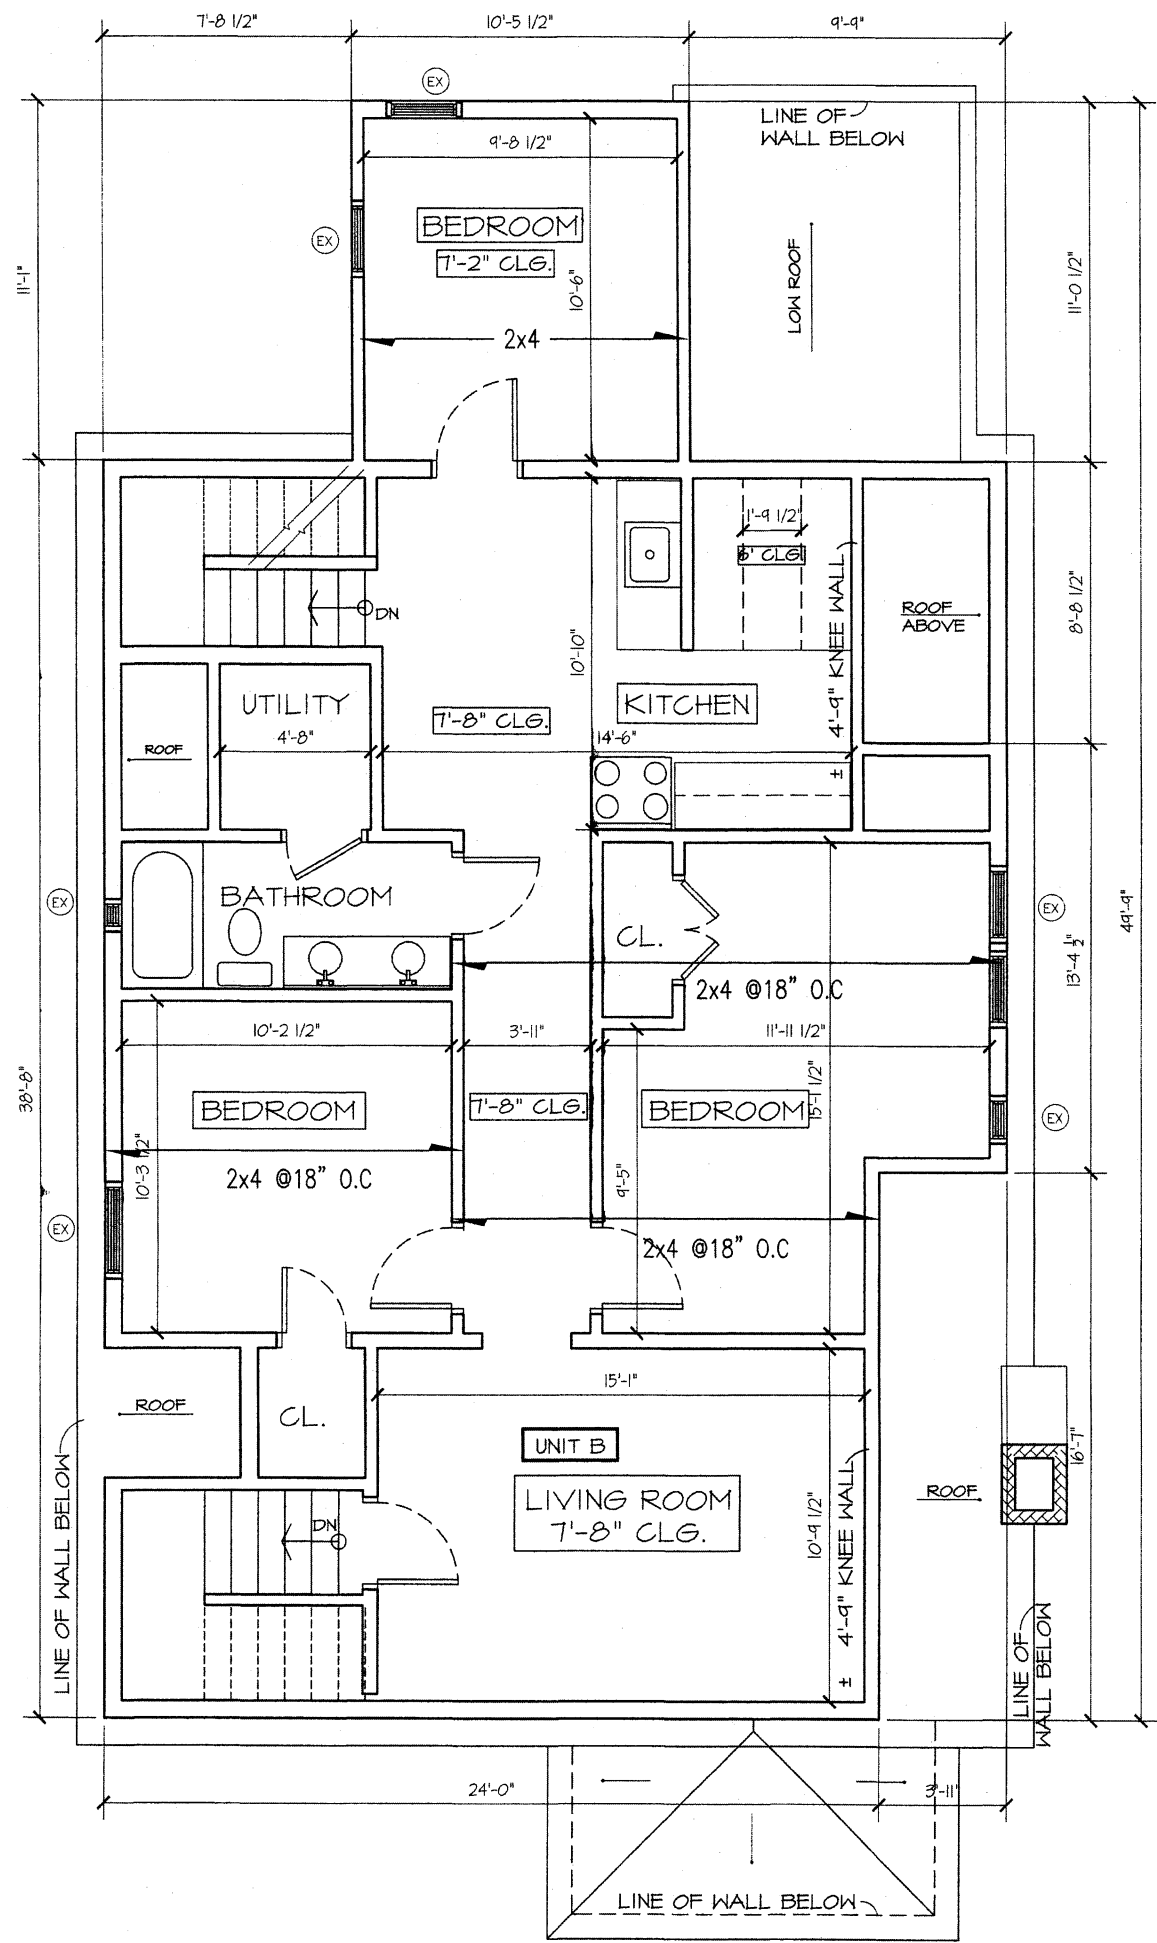 7'-8 1/2"
10'-5 1/2"
9'-9"
EX
LINE OF
WALL BELOW
9'-8 1/2"
BEDROOM
7'-2" CLG.
EX
10'-6"
LOW ROOF
11'-1"
11'-0 1/2"
2x4
1'-9 1/2"
6' CLG.
DN
ROOF
ABOVE
8'-8 1/2"
4'-9" KNEE WALL
±
10'-10"
UTILITY
KITCHEN
7'-8" CLG.
4'-8"
14'-6"
ROOF
BATHROOM
EX
CL.
EX
49'-9"
13'-4 1/2"
2x4 @18" O.C
10'-2 1/2"
3'-11"
11'-11 1/2"
38'-8"
BEDROOM
7'-8" CLG.
BEDROOM
15'-1 1/2"
EX
10'-3 1/2"
2x4 @18" O.C
9'-5"
EX
2x4 @18" O.C
15'-1"
ROOF
CL.
UNIT B
16'-7"
LIVING ROOM
7'-8" CLG.
ROOF
DN
10'-9 1/2"
4'-9" KNEE WALL
±
LINE OF WALL BELOW
LINE OF
WALL BELOW
24'-0"
3'-11"
LINE OF WALL BELOW